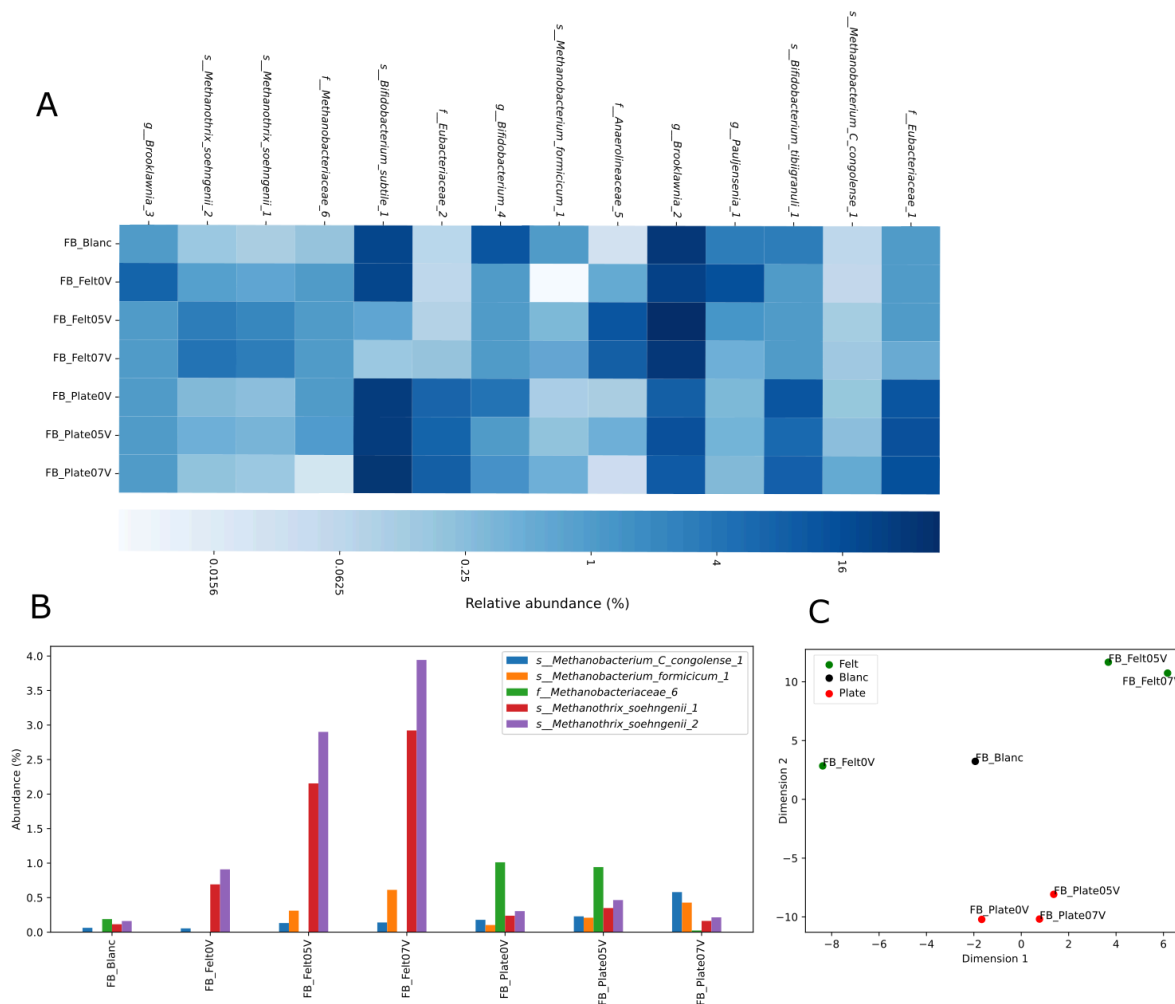 A
g__Brooklawnia_3
s__Methanothrix_soehngenii_2
s__Methanothrix_soehngenii_1
f__Methanobacteriaceae_6
s__Bifidobacterium_subtile_1
f__Eubacteriaceae_2
g__Bifidobacterium_4
s__Methanobacterium_formicicum_1
f__Anaerolineaceae_5
g__Brooklawnia_2
g__Pauljensenia_1
s__Bifidobacterium_tibiigranuli_1
s__Methanobacterium_C_congolense_1
f__Eubacteriaceae_1
FB_Blanc
FB_Felt0V
FB_Felt05V
FB_Felt07V
FB_Plate0V
FB_Plate05V
FB_Plate07V
0.0156
0.0625
0.25
1
4
16
Relative abundance (%)
B
Abundance (%)
4.0
3.5
3.0
2.5
2.0
1.5
1.0
0.5
0.0
s__Methanobacterium_C_congolense_1
s__Methanobacterium_formicicum_1
f__Methanobacteriaceae_6
s__Methanothrix_soehngenii_1
s__Methanothrix_soehngenii_2
FB_Blanc
FB_Felt0V
FB_Felt05V
FB_Felt07V
FB_Plate0V
FB_Plate05V
FB_Plate07V
C
Felt
Blanc
Plate
FB_Felt05V
FB_Felt07
FB_Felt0V
FB_Blanc
FB_Plate05V
FB_Plate0V
FB_Plate07V
Dimension 2
10
5
0
−5
−10
−8
−6
−4
−2
0
2
4
6
Dimension 1